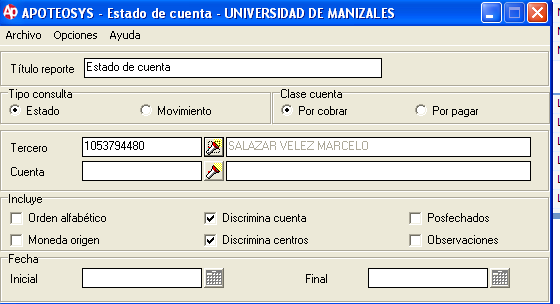 Ap APOTEOSYS - Estado de cuenta - UNIVERSIDAD DE MANIZALES
Archivo Opciones Ayuda
Título reporte Estado de cuenta
Tipo consulta Clase cuenta
Estado Movimiento Por cobrar Por pagar
Tercero 1053794480 SALAZAR VELEZ MARCELO
Cuenta
Incluye
Orden alfabético Discrimina cuenta Posfechados
Moneda origen Discrimina centros Observaciones
Fecha
Inicial Final